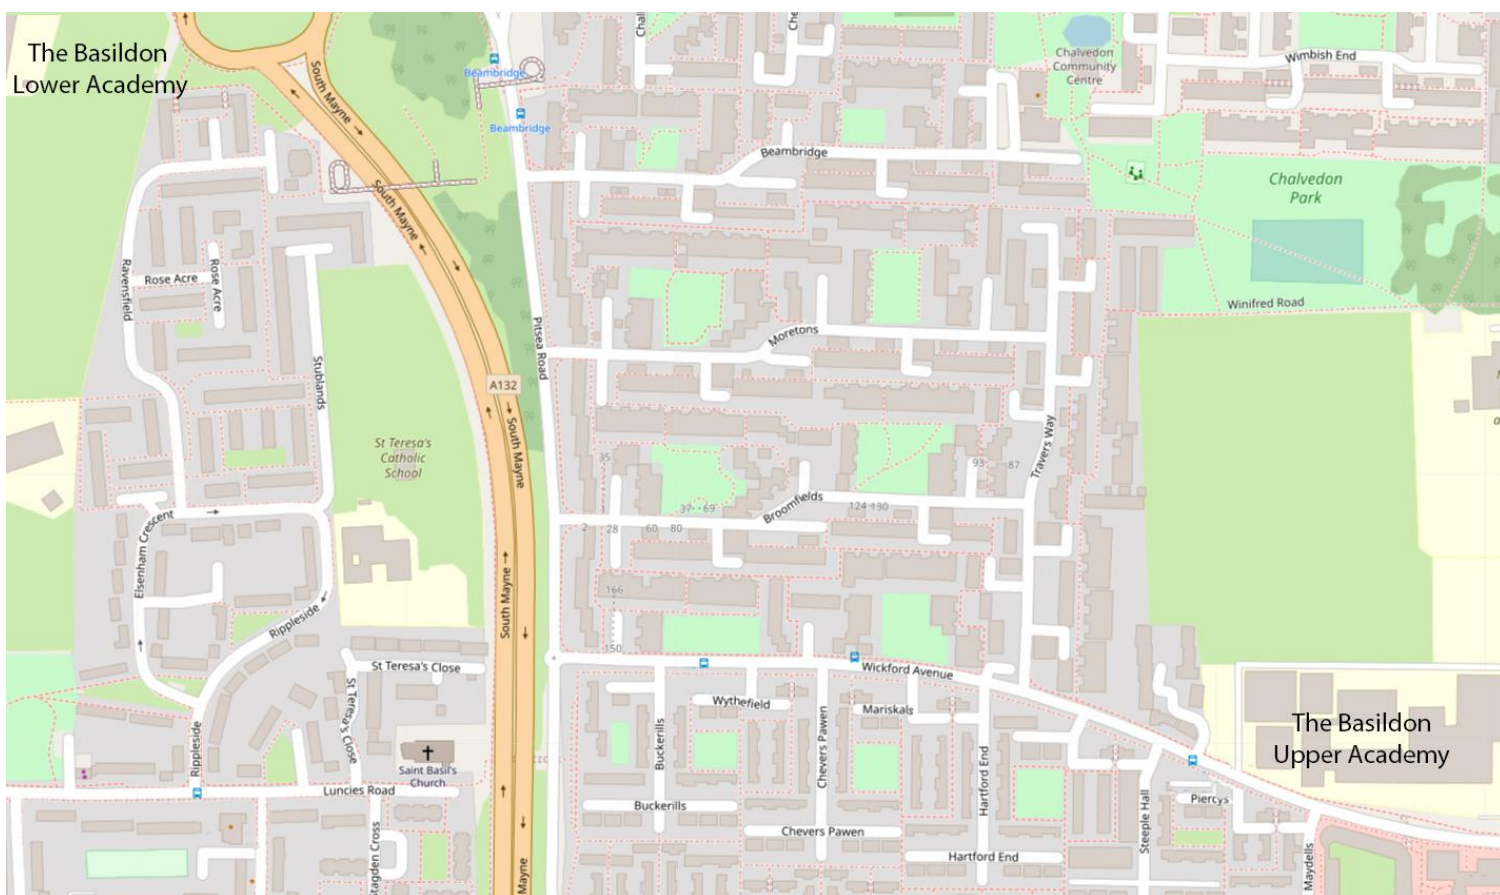 The Basildon
Lower Academy
South Mayne
Beambridge
Beambridge
Chalvedon
Community
Centre
Wimbish End
Beambridge
Chalvedon
Park
South Mayne
Ravensfield
Rose Acre
Rose Acre
Winifred Road
Pitsea Road
Moretons
Stublands
A132
South Mayne
St Teresa's
Catholic
School
Travers Way
35
93
87
Broomfields
37
69
124
130
2
28
60
80
Elsenham Crescent
South Mayne
166
Rippleside
150
St Teresa's Close
Wickford Avenue
Wythefield
Mariskals
St Teresa's Close
Buckerills
Chevers Pawen
Hartford End
The Basildon
Upper Academy
Rippleside
Saint Basil's
Church
Luncies Road
Buckerills
Piercys
Steeple Hall
Chevers Pawen
Hartford End
Ragden Cross
Maydells
Mayne